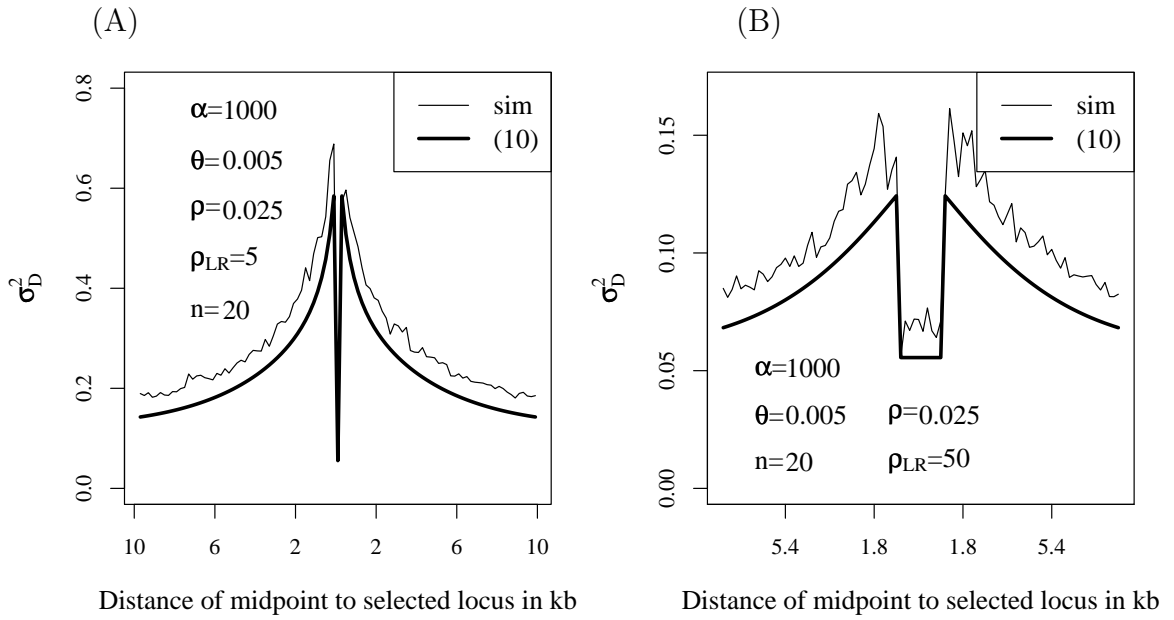 (A)
σ²D
0.0
0.2
0.4
0.6
0.8
α=1000
θ=0.005
ρ=0.025
ρLR=5
n=20
sim
(10)
10 6 2 2 6 10
Distance of midpoint to selected locus in kb
(B)
σ²D
0.00
0.05
0.10
0.15
sim
(10)
α=1000
θ=0.005 ρ=0.025
n=20 ρLR=50
5.4 1.8 1.8 5.4
Distance of midpoint to selected locus in kb